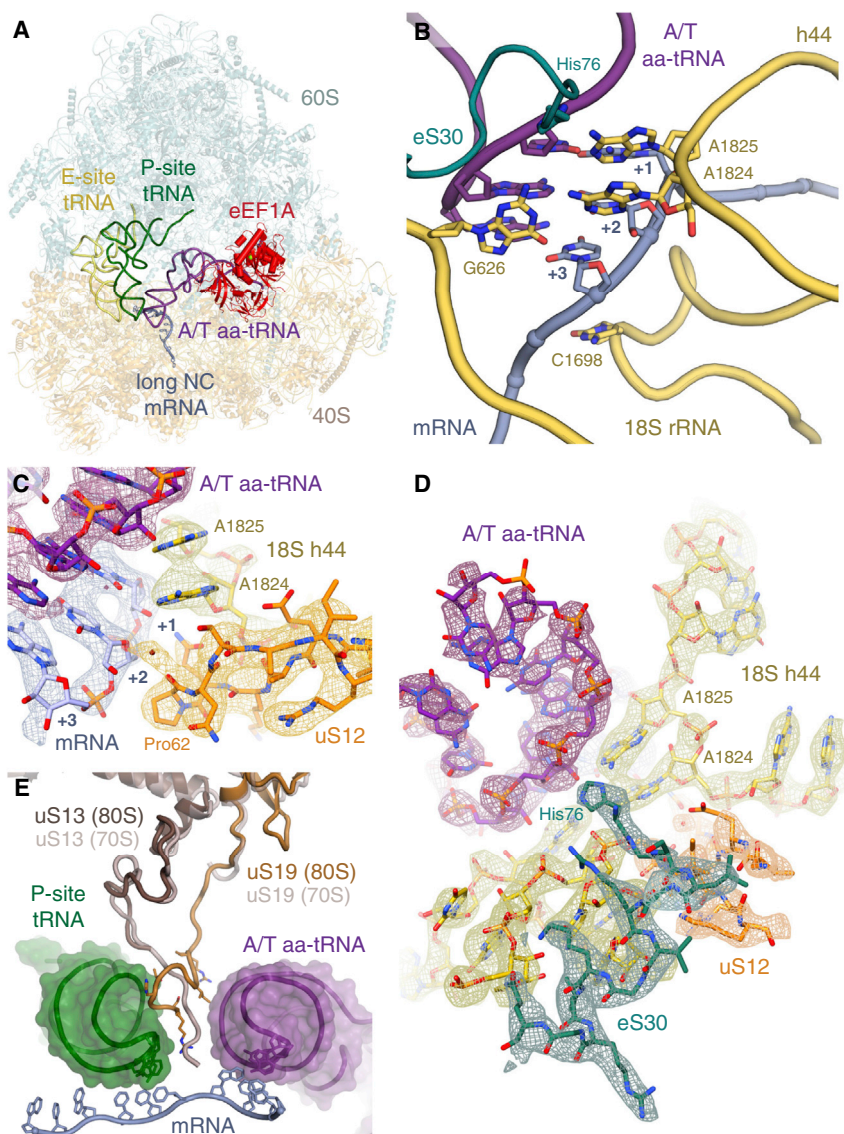 A
60S
P-site
tRNA
E-site
tRNA
eEF1A
A/T aa-tRNA
long NC
mRNA
40S
B
A/T
aa-tRNA
h44
His76
eS30
A1825
+1
A1824
+2
G626
+3
C1698
mRNA
18S rRNA
C
A/T aa-tRNA
A1825
18S h44
A1824
+1
+2
+3
mRNA
Pro62
uS12
D
A/T aa-tRNA
18S h44
A1825
A1824
His76
uS12
eS30
E
uS13 (80S)
uS13 (70S)
uS19 (80S)
uS19 (70S)
P-site
tRNA
A/T aa-tRNA
mRNA